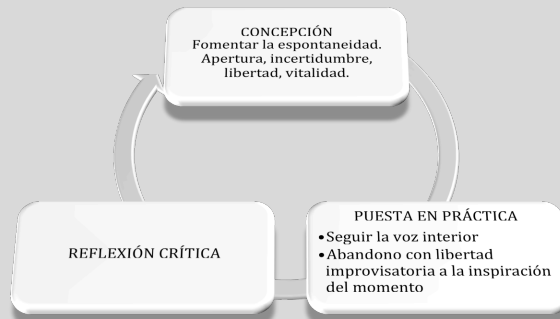 CONCEPCIÓN
Fomentar la espontaneidad.
Apertura, incertidumbre,
libertad, vitalidad.
REFLEXIÓN CRÍTICA
PUESTA EN PRÁCTICA
•Seguir la voz interior
•Abandono con libertad
improvisatoria a la inspiración
del momento